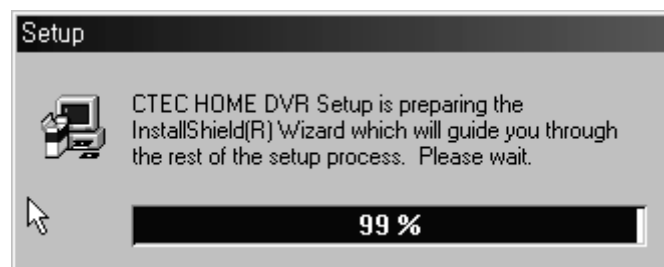 Setup
CTEC HOME DVR Setup is preparing the
InstallShield(R) Wizard which will guide you through
the rest of the setup process.  Please wait.
99 %